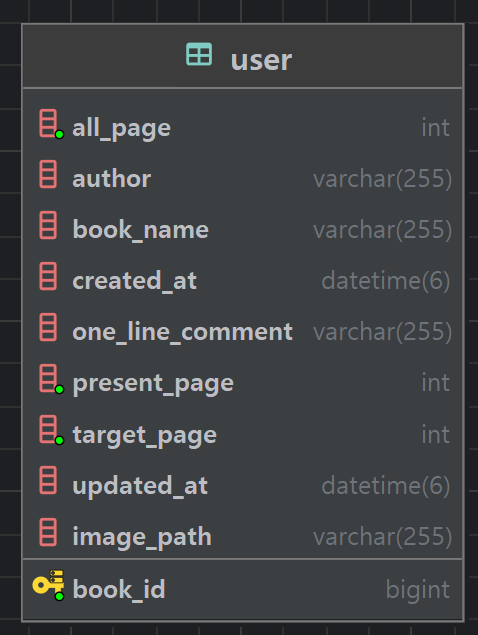 user
all_page int
author varchar(255)
book_name varchar(255)
created_at datetime(6)
one_line_comment varchar(255)
present_page int
target_page int
updated_at datetime(6)
image_path varchar(255)
book_id bigint